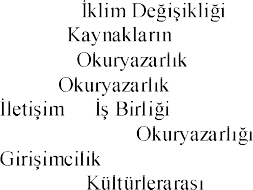 İklim Değişikliği
Kaynakların
Okuryazarlık
Okuryazarlık
İletişim İş Birliği
Okuryazarlığı
Girişimcilik
Kültürlerarası